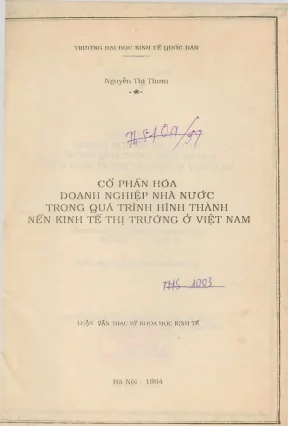 TRƯỜNG ĐẠI HỌC KINH TẾ QUỐC DÂN
Nguyễn Thị Thơm
CỔ PHẦN HÓA
DOANH NGHIỆP NHÀ NƯỚC
TRONG QUÁ TRÌNH HÌNH THÀNH
NỀN KINH TẾ THỊ TRƯỜNG Ở VIỆT NAM
THS 1003
LUẬN VĂN THẠC SỸ KHOA HỌC KINH TẾ
Hà Nội - 1994